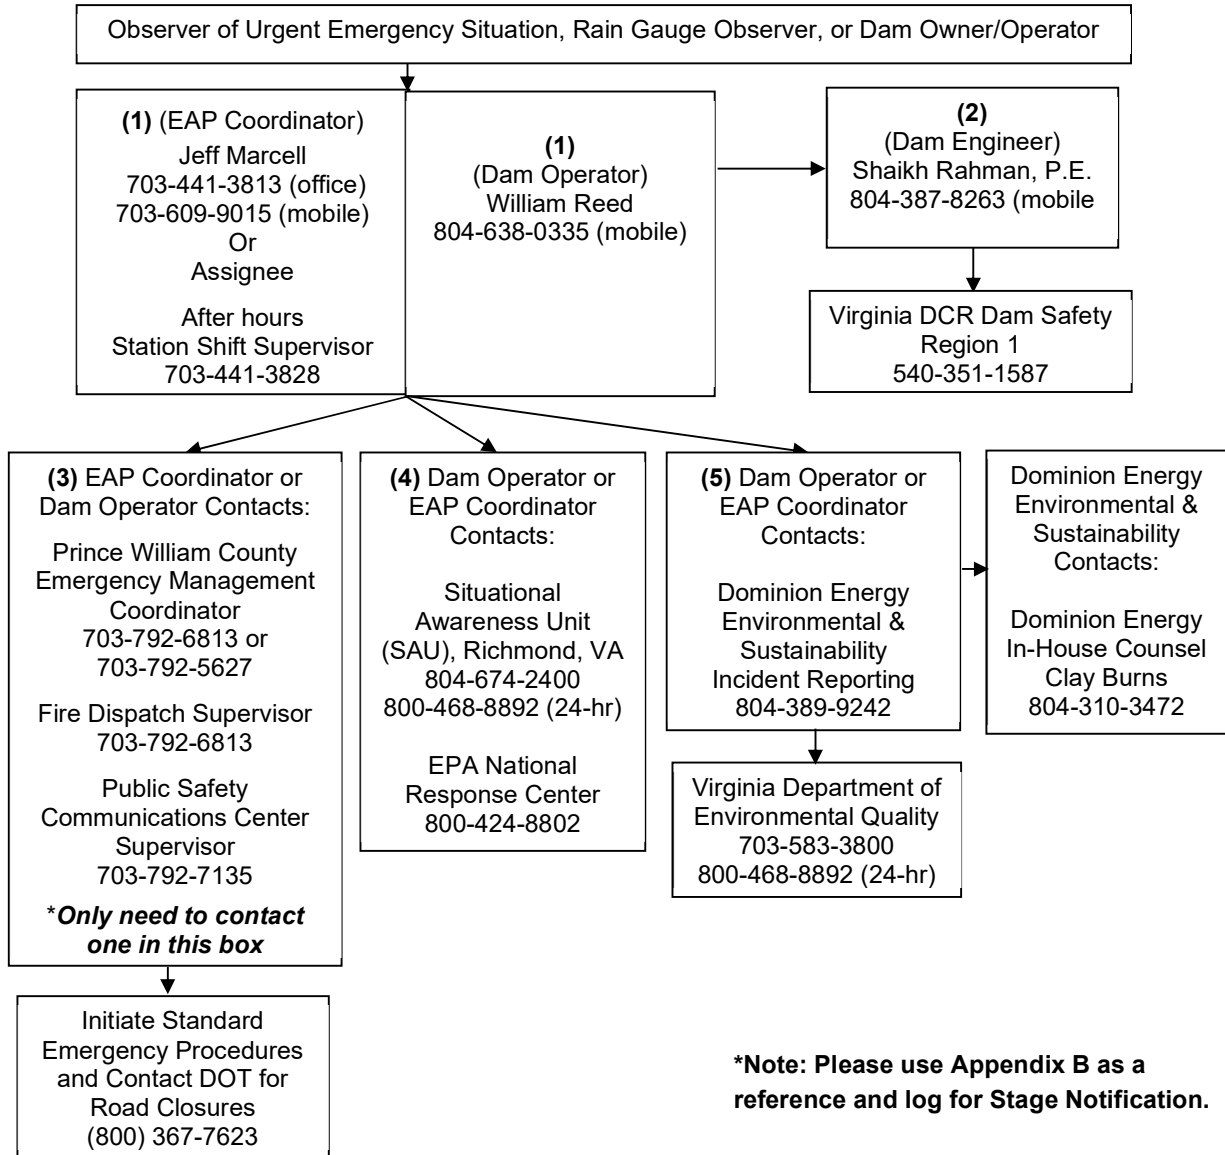 Observer of Urgent Emergency Situation, Rain Gauge Observer, or Dam Owner/Operator
(1) (EAP Coordinator)
Jeff Marcell
703-441-3813 (office)
703-609-9015 (mobile)
Or
Assignee
After hours
Station Shift Supervisor
703-441-3828
(1)
(Dam Operator)
William Reed
804-638-0335 (mobile)
(2)
(Dam Engineer)
Shaikh Rahman, P.E.
804-387-8263 (mobile
Virginia DCR Dam Safety
Region 1
540-351-1587
(3) EAP Coordinator or
Dam Operator Contacts:
Prince William County
Emergency Management
Coordinator
703-792-6813 or
703-792-5627
Fire Dispatch Supervisor
703-792-6813
Public Safety
Communications Center
Supervisor
703-792-7135
*Only need to contact
one in this box
Initiate Standard
Emergency Procedures
and Contact DOT for
Road Closures
(800) 367-7623
(4) Dam Operator or
EAP Coordinator
Contacts:
Situational
Awareness Unit
(SAU), Richmond, VA
804-674-2400
800-468-8892 (24-hr)
EPA National
Response Center
800-424-8802
(5) Dam Operator or
EAP Coordinator
Contacts:
Dominion Energy
Environmental &
Sustainability
Incident Reporting
804-389-9242
Virginia Department of
Environmental Quality
703-583-3800
800-468-8892 (24-hr)
Dominion Energy
Environmental &
Sustainability
Contacts:
Dominion Energy
In-House Counsel
Clay Burns
804-310-3472
*Note: Please use Appendix B as a
reference and log for Stage Notification.